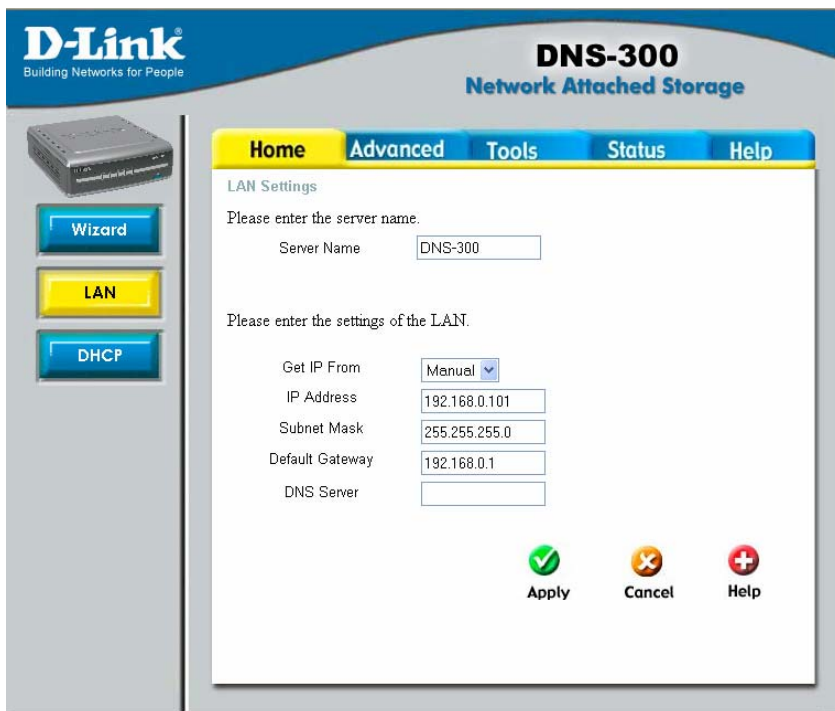 D-Link
Building Networks for People
DNS-300
Network Attached Storage
Home Advanced Tools Status Help
Wizard
LAN
DHCP
LAN Settings
Please enter the server name.
Server Name DNS-300
Please enter the settings of the LAN.
Get IP From Manual
IP Address 192.168.0.101
Subnet Mask 255.255.255.0
Default Gateway 192.168.0.1
DNS Server
Apply Cancel Help